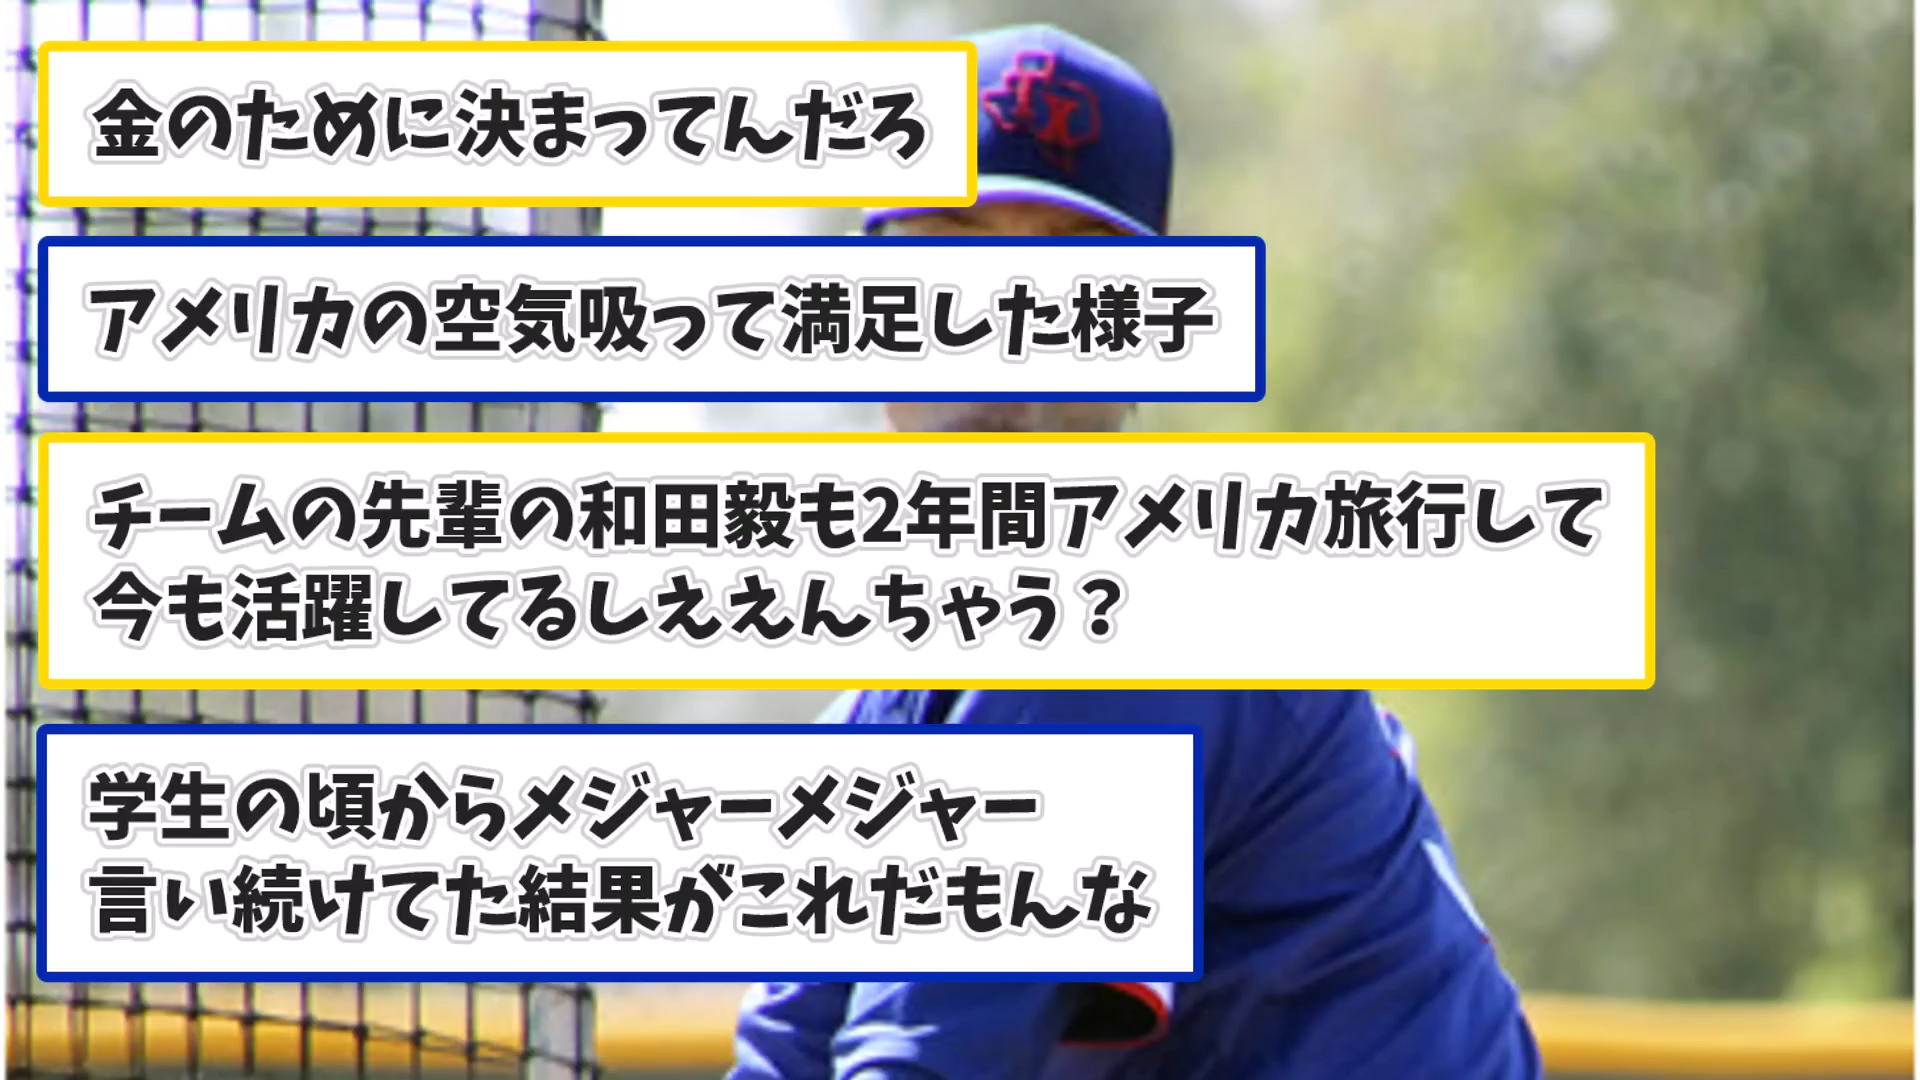 金のために決まってんだろ
アメリカの空気吸って満足した様子
チームの先輩の和田毅も2年間アメリカ旅行して
今も活躍してるしええんちゃう？
学生の頃からメジャーメジャー
言い続けてた結果がこれだもんな